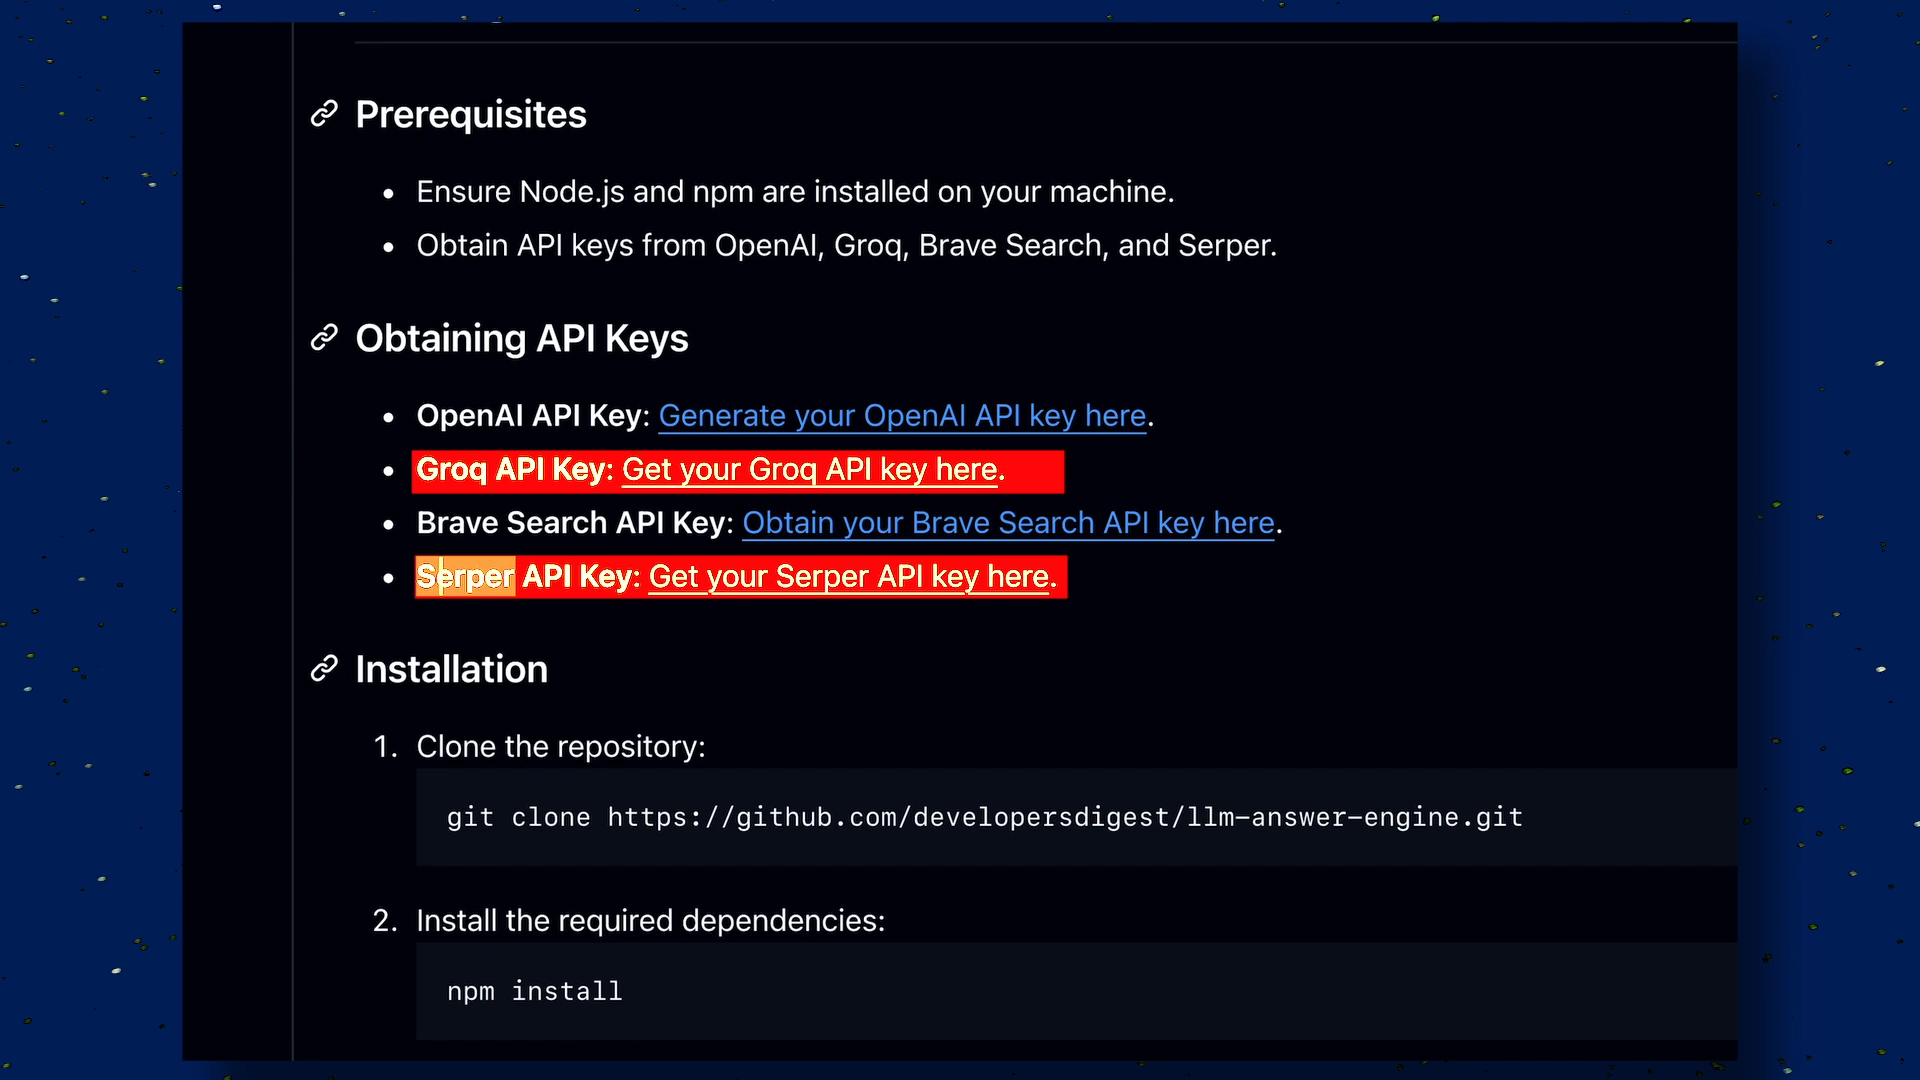 Prerequisites
Ensure Node.js and npm are installed on your machine.
Obtain API keys from OpenAI, Groq, Brave Search, and Serper.
Obtaining API Keys
OpenAI API Key: Generate your OpenAI API key here.
Groq API Key: Get your Groq API key here.
Brave Search API Key: Obtain your Brave Search API key here.
Serper API Key: Get your Serper API key here.
Installation
1. Clone the repository:
git clone https://github.com/developersdigest/llm-answer-engine.git
2. Install the required dependencies:
npm install